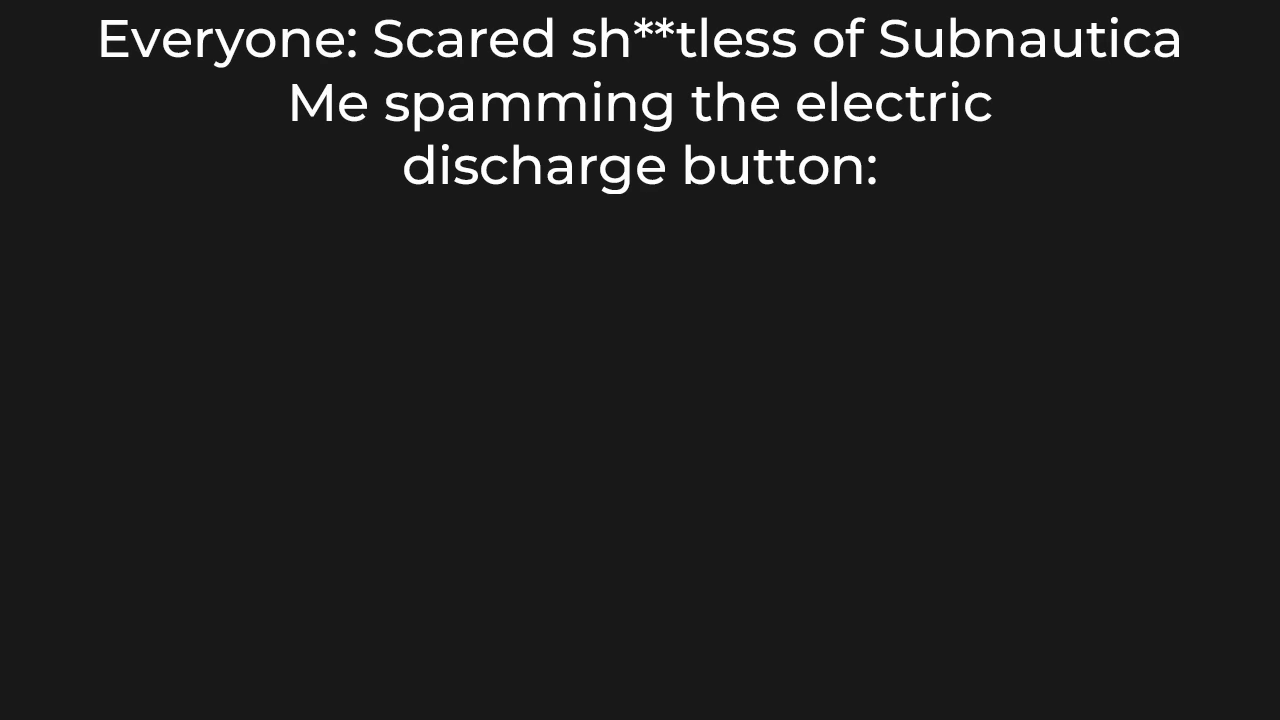 Everyone: Scared sh**tless of Subnautica
Me spamming the electric
discharge button: